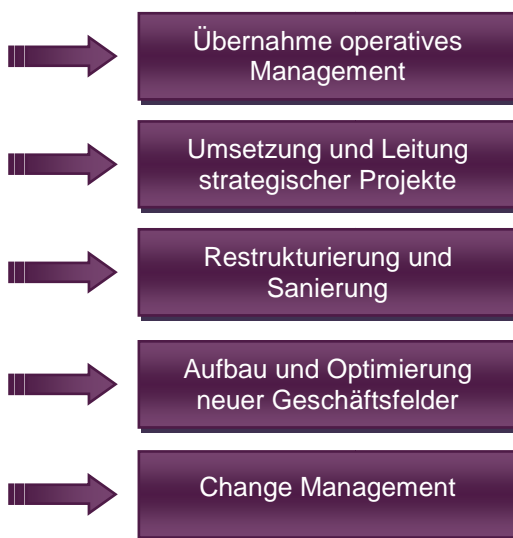 Übernahme operatives
Management
Umsetzung und Leitung
strategischer Projekte
Restrukturierung und
Sanierung
Aufbau und Optimierung
neuer Geschäftsfelder
Change Management